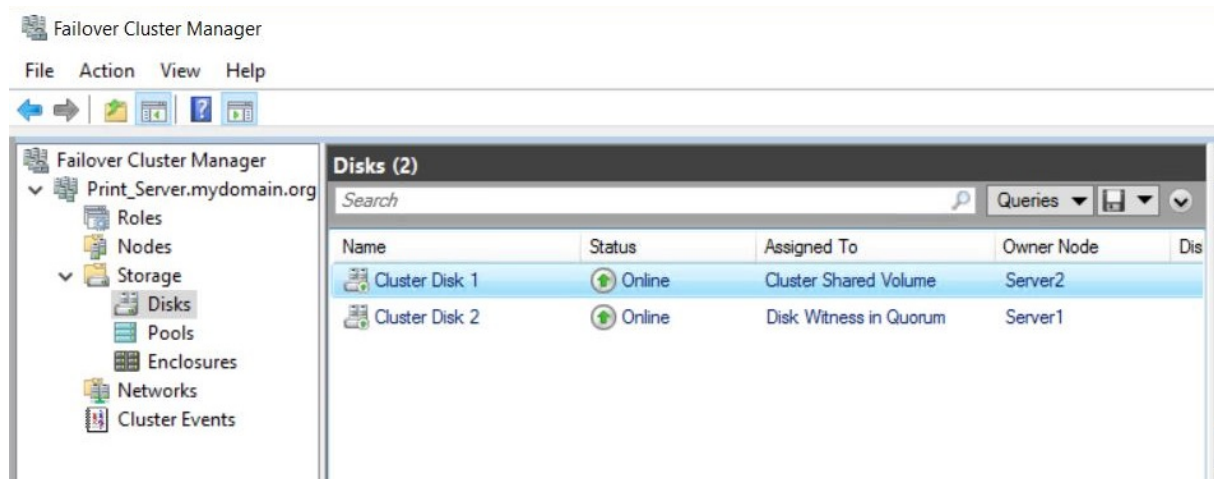 Failover Cluster Manager
File Action View Help
Failover Cluster Manager
Print_Server.mydomain.org
Roles
Nodes
Storage
Disks
Pools
Enclosures
Networks
Cluster Events
Disks (2)
Search Queries
Name Status Assigned To Owner Node Dis
Cluster Disk 1 Online Cluster Shared Volume Server2
Cluster Disk 2 Online Disk Witness in Quorum Server1